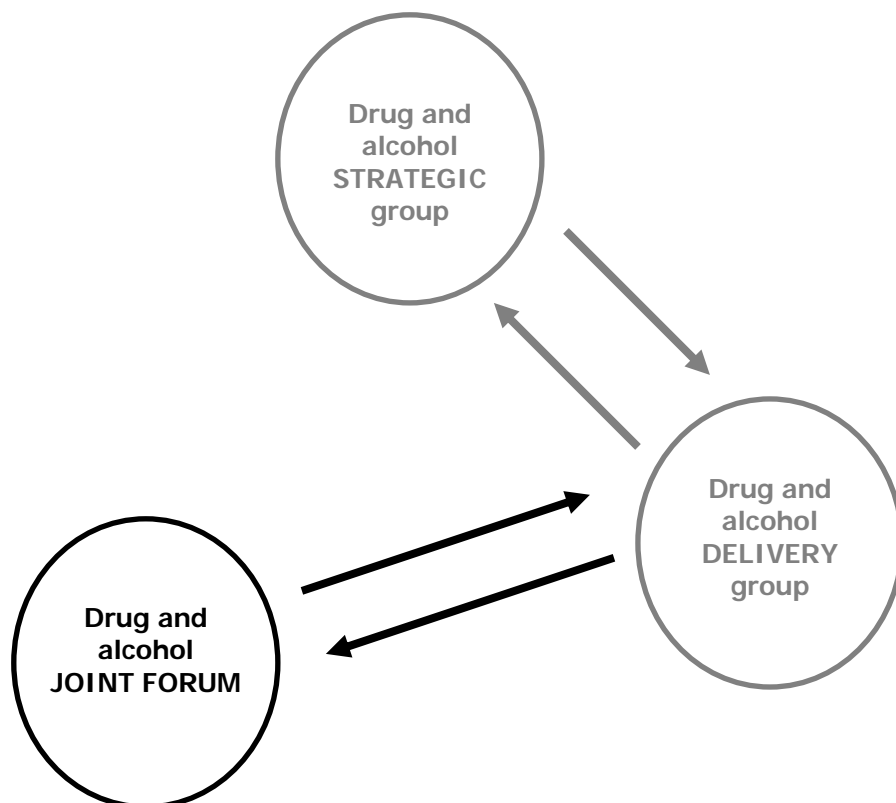 Drug and
alcohol
STRATEGIC
group
Drug and
alcohol
DELIVERY
group
Drug and
alcohol
JOINT FORUM